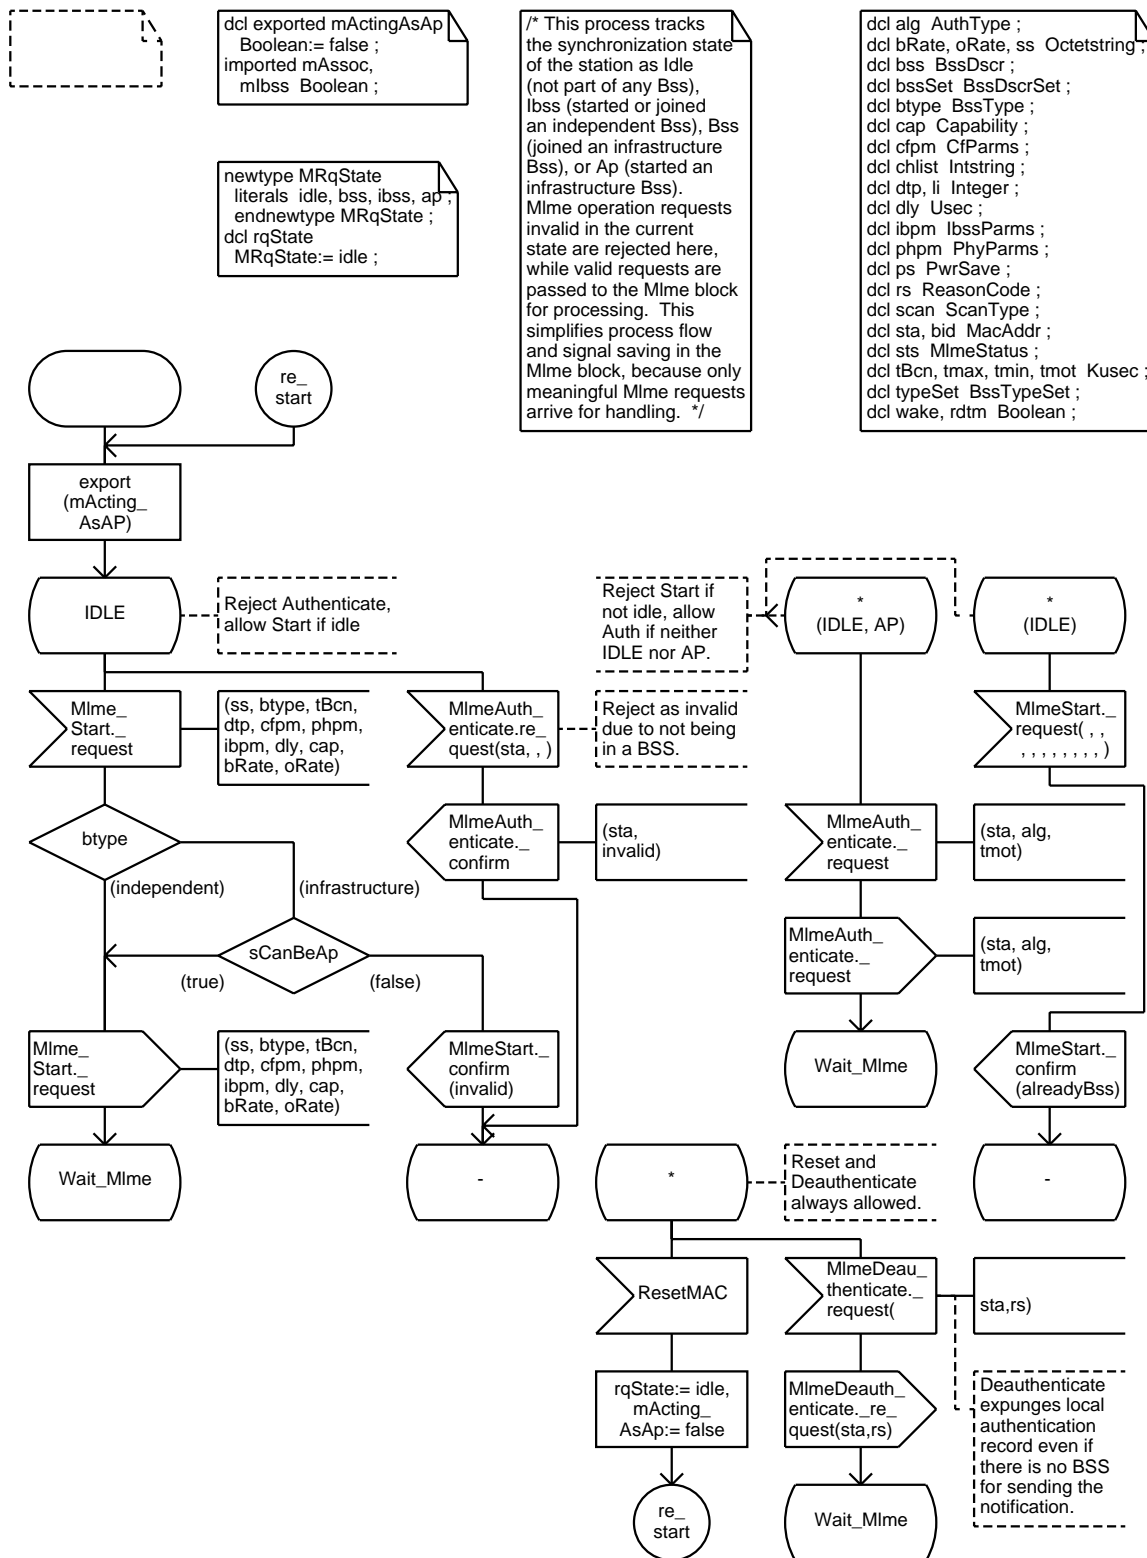 dcl exported mActingAsAp
Boolean:= false ;
imported mAssoc,
mIbss Boolean ;
newtype MRqState
literals idle, bss, ibss, ap ;
endnewtype MRqState ;
dcl rqState
MRqState:= idle ;
/* This process tracks
the synchronization state
of the station as Idle
(not part of any Bss),
Ibss (started or joined
an independent Bss), Bss
(joined an infrastructure
Bss), or Ap (started an
infrastructure Bss).
Mlme operation requests
invalid in the current
state are rejected here,
while valid requests are
passed to the Mlme block
for processing. This
simplifies process flow
and signal saving in the
Mlme block, because only
meaningful Mlme requests
arrive for handling. */
dcl alg AuthType ;
dcl bRate, oRate, ss Octetstring ;
dcl bss BssDscr ;
dcl bssSet BssDscrSet ;
dcl btype BssType ;
dcl cap Capability ;
dcl cfpm CfParms ;
dcl chlist Intstring ;
dcl dtp, li Integer ;
dcl dly Usec ;
dcl ibpm IbssParms ;
dcl phpm PhyParms ;
dcl ps PwrSave ;
dcl rs ReasonCode ;
dcl scan ScanType ;
dcl sta, bid MacAddr ;
dcl sts MlmeStatus ;
dcl tBcn, tmax, tmin, tmot Kusec ;
dcl typeSet BssTypeSet ;
dcl wake, rdtm Boolean ;
re_
start
export
(mActing_
AsAP)
IDLE
Reject Authenticate,
allow Start if idle
Reject Start if
not idle, allow
Auth if neither
IDLE nor AP.
*
(IDLE, AP)
*
(IDLE)
Mlme_
Start._
request
(ss, btype, tBcn,
dtp, cfpm, phpm,
ibpm, dly, cap,
bRate, oRate)
MlmeAuth_
enticate.re_
quest(sta, , )
Reject as invalid
due to not being
in a BSS.
MlmeStart._
request( , ,
, , , , , , , , )
btype
(independent)
(infrastructure)
MlmeAuth_
enticate._
confirm
(sta,
invalid)
MlmeAuth_
enticate._
request
(sta, alg,
tmot)
sCanBeAp
(true)
(false)
MlmeAuth_
enticate._
request
(sta, alg,
tmot)
Mlme_
Start._
request
(ss, btype, tBcn,
dtp, cfpm, phpm,
ibpm, dly, cap,
bRate, oRate)
MlmeStart._
confirm
(invalid)
Wait_Mlme
MlmeStart._
confirm
(alreadyBss)
Wait_Mlme
-
*
Reset and
Deauthenticate
always allowed.
-
ResetMAC
MlmeDeau_
thenticate._
request(
sta,rs)
rqState:= idle,
mActing_
AsAp:= false
MlmeDeauth_
enticate._re_
quest(sta,rs)
Deauthenticate
expunges local
authentication
record even if
there is no BSS
for sending the
notification.
re_
start
Wait_Mlme